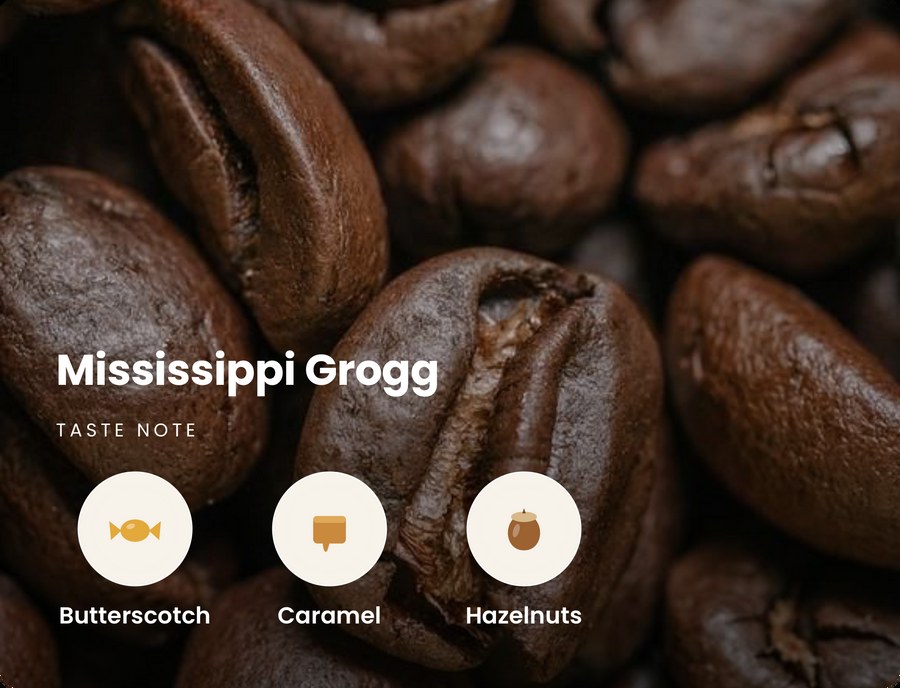 Mississippi Grogg
TASTE NOTE
Butterscotch
Caramel
Hazelnuts